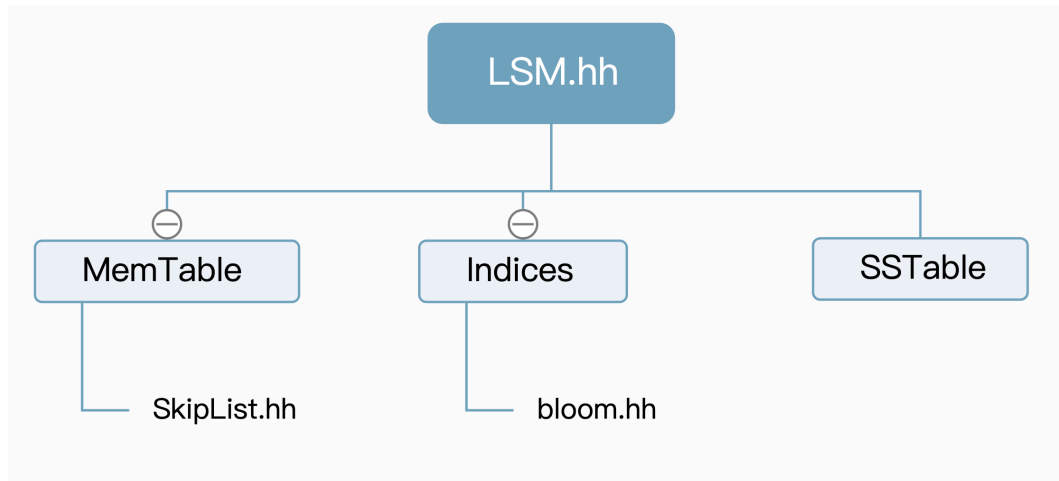 LSM.hh
MemTable
Indices
SSTable
SkipList.hh
bloom.hh